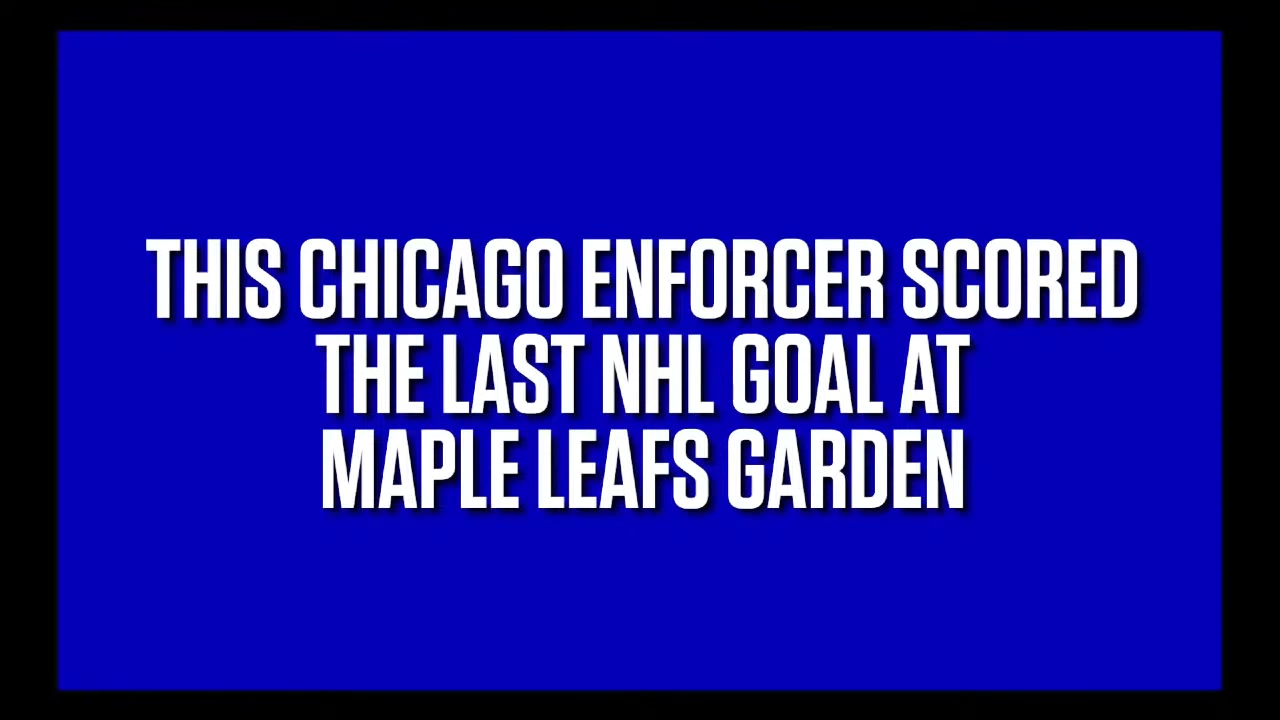 THIS CHICAGO ENFORCER SCORED
THE LAST NHL GOAL AT
MAPLE LEAFS GARDEN